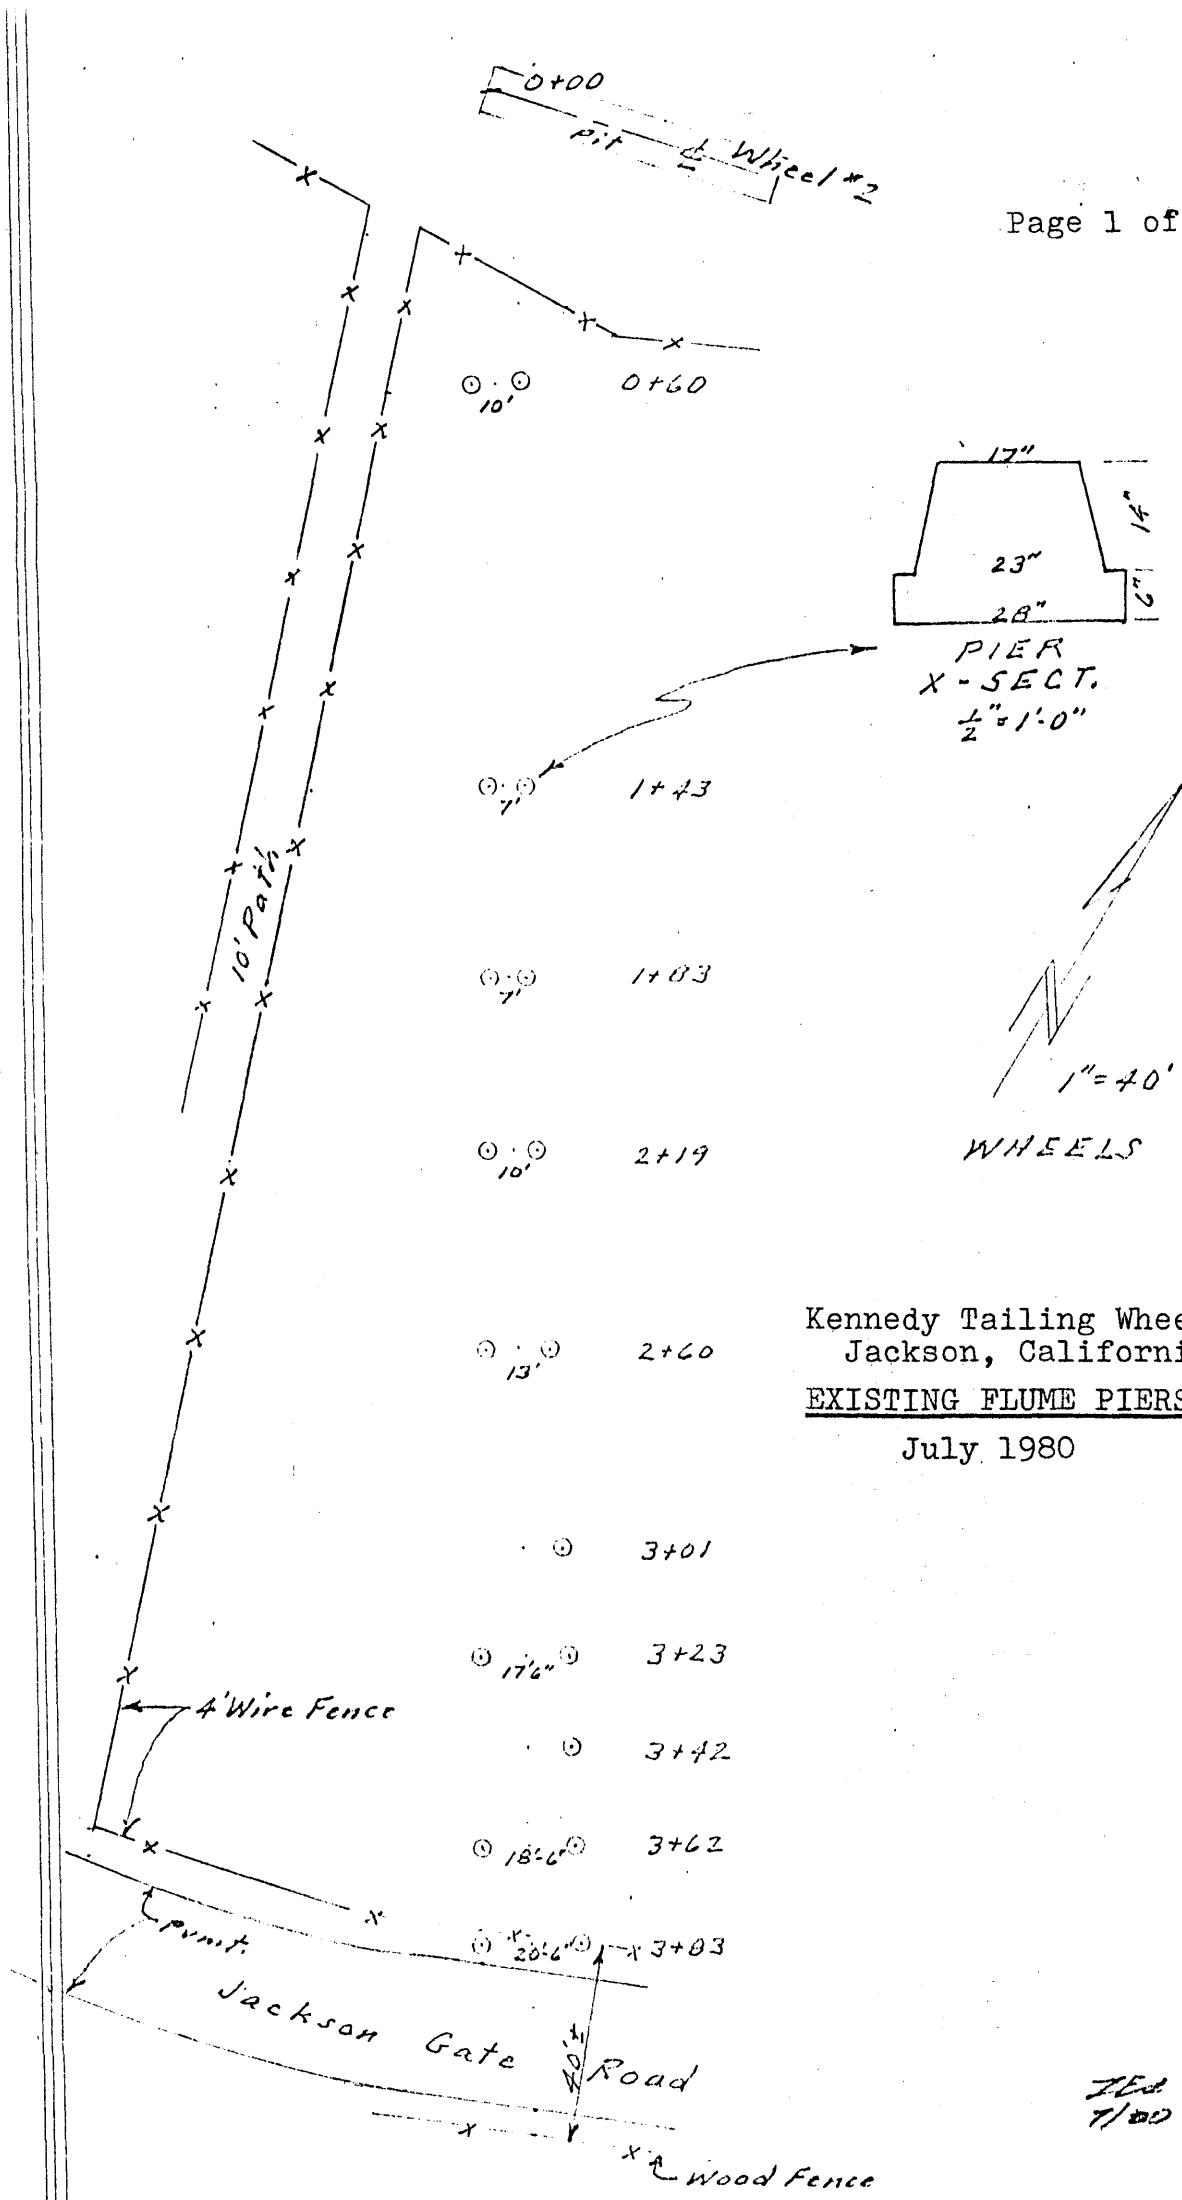 0+00
Pit ℄ Wheel #2
Page 1 of
10' 0+60
17"
14"
23"
6"
28"
PIER
X-SECT.
½"=1'-0"
7' 1+43
10' Path
7' 1+83
N
1"=40'
10' 2+19
WHEELS
Kennedy Tailing Whee
Jackson, Californi
EXISTING FLUME PIERS
July 1980
13' 2+60
3+01
17'6" 3+23
4' Wire Fence
3+42
18'-6" 3+62
Pvmt.
20'-6" 3+83
Jackson Gate Road
40'±
7/80
Wood Fence